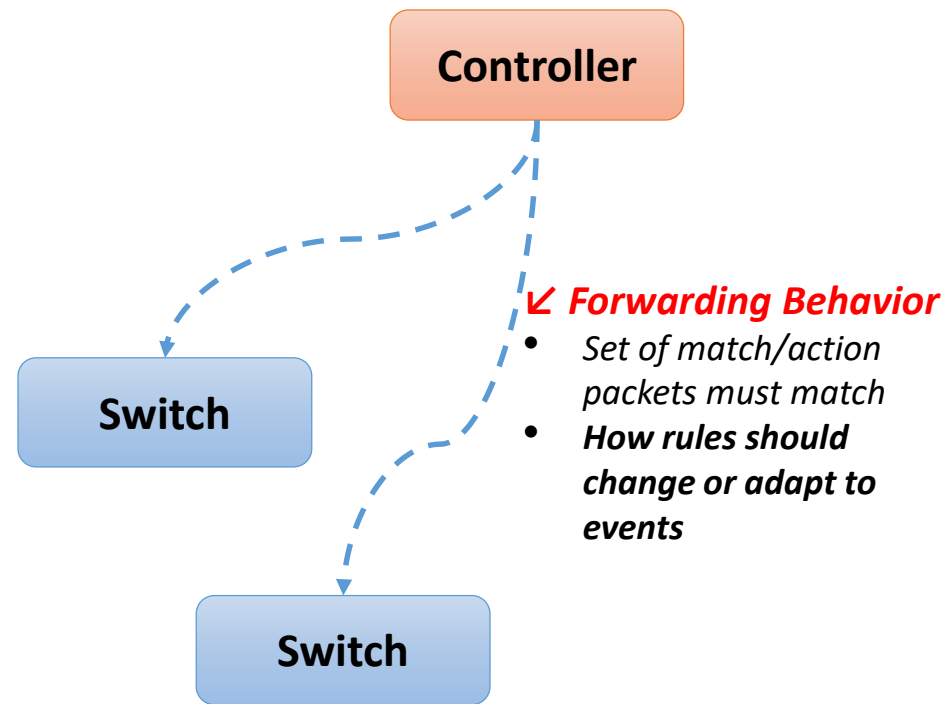 Controller
↙ Forwarding Behavior
• Set of match/action
packets must match
• How rules should
change or adapt to
events
Switch
Switch